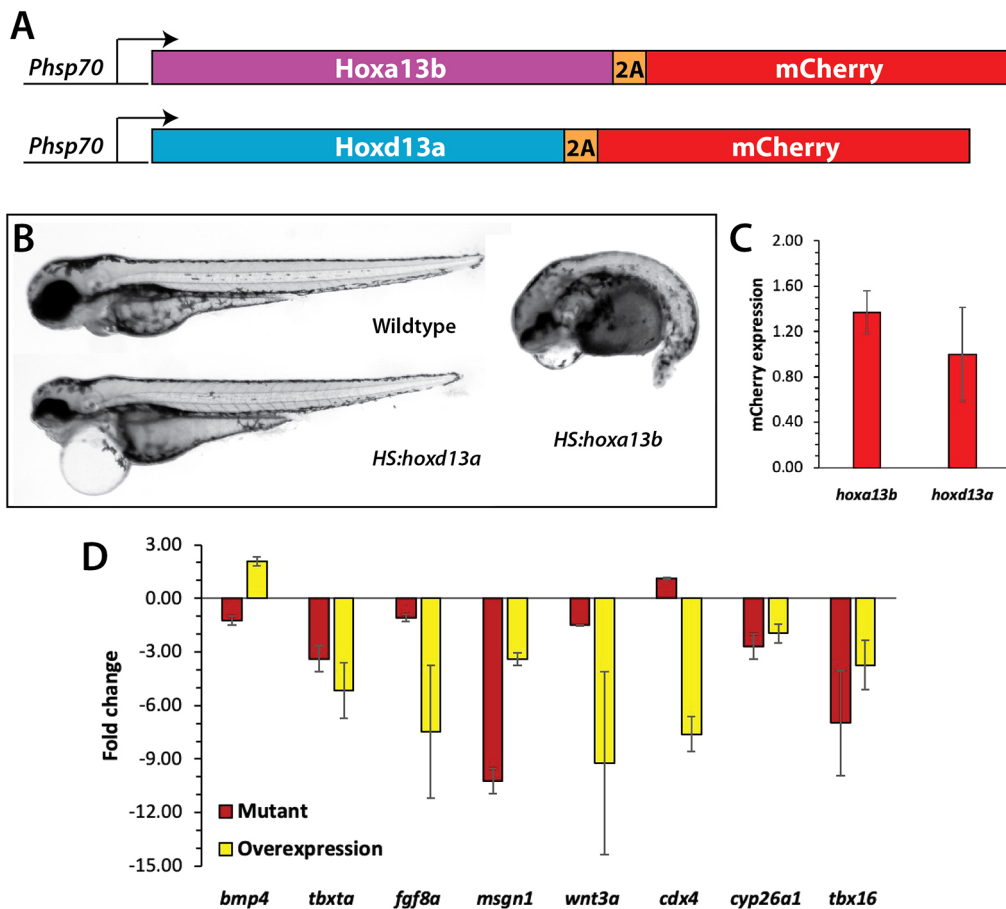 A
Phsp70 Hoxa13b 2A mCherry
Phsp70 Hoxd13a 2A mCherry
B
Wildtype
HS:hoxd13a
HS:hoxa13b
C
mCherry expression
2.00
1.60
1.20
0.80
0.40
0.00
hoxa13b hoxd13a
D
Fold change
3.00
0.00
-3.00
-6.00
-9.00
-12.00
-15.00
Mutant
Overexpression
bmp4 tbxta fgf8a msgn1 wnt3a cdx4 cyp26a1 tbx16